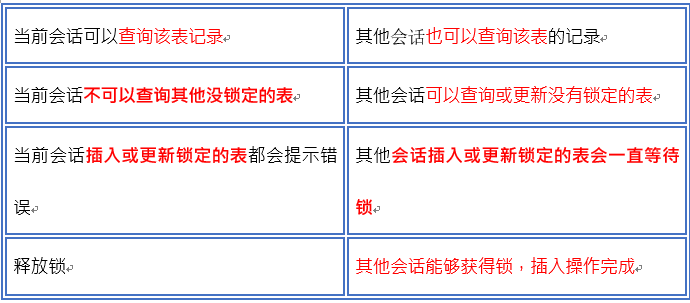 当前会话可以查询该表记录
其他会话也可以查询该表的记录
当前会话不可以查询其他没锁定的表
其他会话可以查询或更新没有锁定的表
当前会话插入或更新锁定的表都会提示错
误
其他会话插入或更新锁定的表会一直等待
锁
释放锁
其他会话能够获得锁，插入操作完成